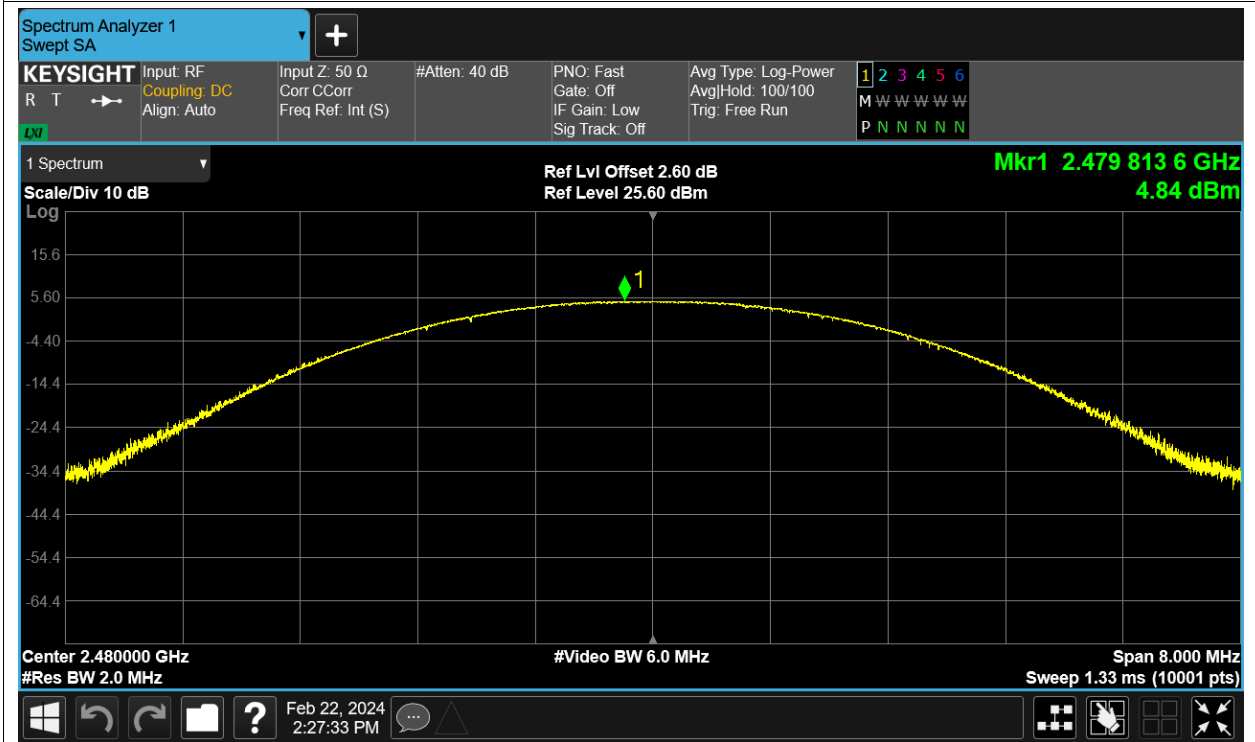 Spectrum Analyzer 1
Swept SA
KEYSIGHT
R T
LXI
Input: RF
Coupling: DC
Align: Auto
Input Z: 50 Ω
Corr CCorr
Freq Ref: Int (S)
#Atten: 40 dB
PNO: Fast
Gate: Off
IF Gain: Low
Sig Track: Off
Avg Type: Log-Power
Avg|Hold: 100/100
Trig: Free Run
1 2 3 4 5 6
M W W W W W
P N N N N N
1 Spectrum
Scale/Div 10 dB
Log
Ref Lvl Offset 2.60 dB
Ref Level 25.60 dBm
Mkr1 2.479 813 6 GHz
4.84 dBm
1
15.6
5.60
-4.40
-14.4
-24.4
-34.4
-44.4
-54.4
-64.4
Center 2.480000 GHz
#Res BW 2.0 MHz
#Video BW 6.0 MHz
Span 8.000 MHz
Sweep 1.33 ms (10001 pts)
?
Feb 22, 2024
2:27:33 PM